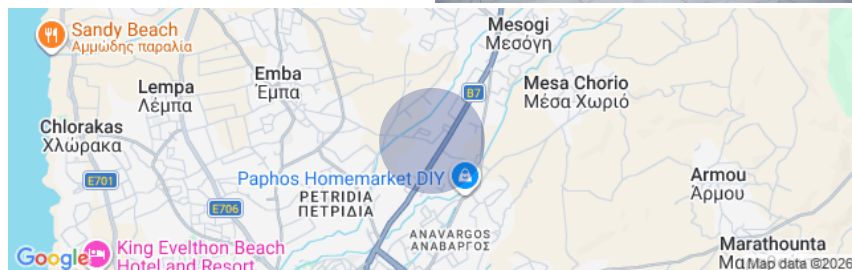 Sandy Beach
Αμμώδης παραλία
Mesogi
Μεσόγη
Emba
Έμπα
Lempa
Λέμπα
Mesa Chorio
Μέσα Χωριό
B7
Chlorakas
Χλώρακα
E701
Paphos Homemarket DIY
Armou
Άρμου
PETRIDIA
ΠΕΤΡΙΔΙΑ
E706
ANAVARGOS
ΑΝΑΒΑΡΓΟΣ
King Evelthon Beach
Hotel and Resort
Marathounta
Google
Map data ©2026